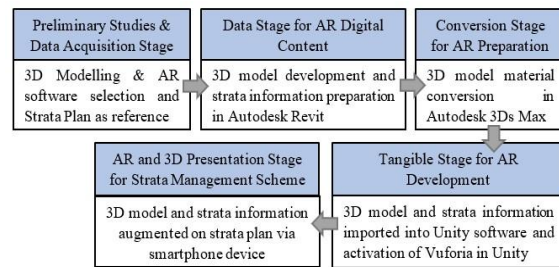 Preliminary Studies &
Data Acquisition Stage
3D Modelling & AR
software selection and
Strata Plan as reference
Data Stage for AR Digital
Content
3D model development and
strata information preparation
in Autodesk Revit
Conversion Stage
for AR Preparation
3D model material
conversion in
Autodesk 3Ds Max
Tangible Stage for AR
Development
3D model and strata information
imported into Unity software and
activation of Vuforia in Unity
AR and 3D Presentation Stage
for Strata Management Scheme
3D model and strata information
augmented on strata plan via
smartphone device